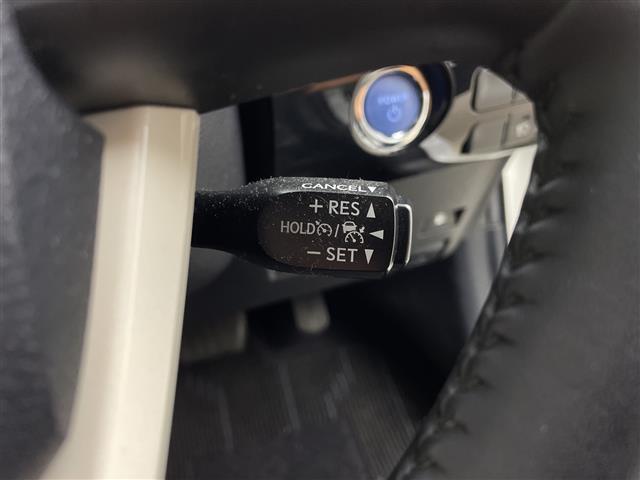 CANCEL▼
+ RES ▲
HOLD / ◀
− SET ▼
POWER